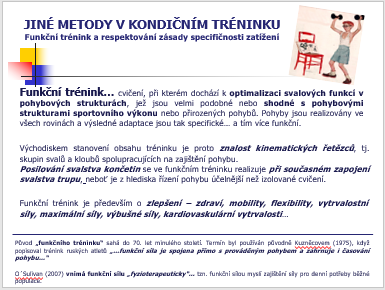 JINÉ METODY V KONDIČNÍM TRÉNINKU
Funkční trénink a respektování zásady specifičnosti zatížení
Funkční trénink... cvičení, při kterém dochází k optimalizaci svalových funkcí v
pohybových strukturách, jež jsou velmi podobné nebo shodné s pohybovými
strukturami sportovního výkonu nebo přirozených pohybů. Pohyby jsou realizovány ve
všech rovinách a výsledné adaptace jsou tak specifické... a tím více funkční.
Východiskem stanovení obsahu tréninku je proto znalost kinematických řetězců, tj.
skupin svalů a kloubů spolupracujících na zajištění pohybu.
Posilování svalstva končetin se ve funkčním tréninku realizuje při současném zapojení
svalstva trupu, neboť je z hlediska řízení pohybu účelnější než izolované cvičení.
Funkční trénink je především o zlepšení – zdraví, mobility, flexibility, vytrvalostní
síly, maximální síly, výbušné síly, kardiovaskulární vytrvalosti...
Původ „funkčního tréninku" sahá do 70. let minulého století. Termín byl používán původně Kuzněcovem (1975), když
popisoval trénink ruských atletů „...funkční síla je spojena přímo s prováděným pohybem a zahrnuje i časování
pohybu..."
O´Sulivan (2007) vnímá funkční sílu „fyzioterapeuticky"... tzn. funkční silou myslí zajištění síly pro denní potřeby běžné
populace.